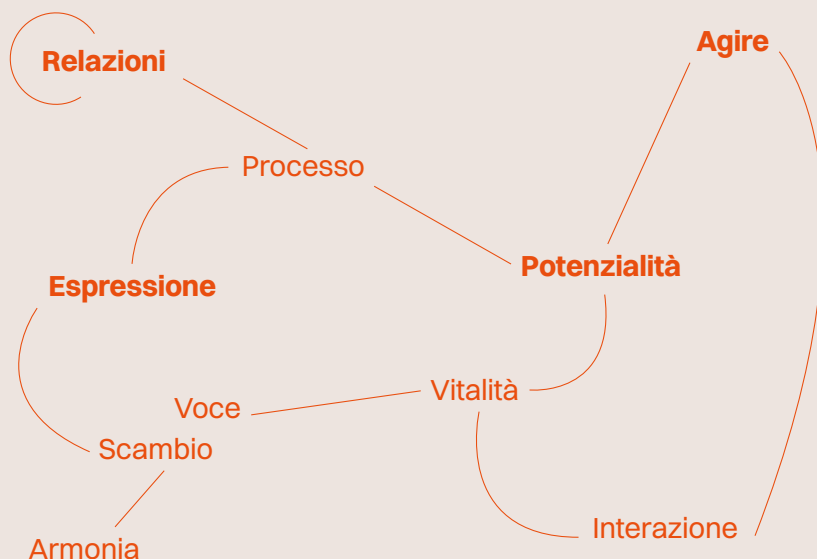 Agire
Relazioni
Processo
Potenzialità
Espressione
Vitalità
Voce
Scambio
Interazione
Armonia